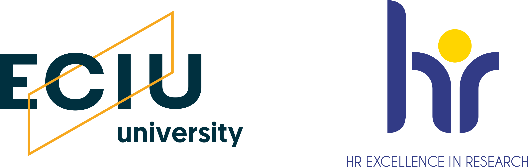 ECIU
university
hr
HR EXCELLENCE IN RESEARCH